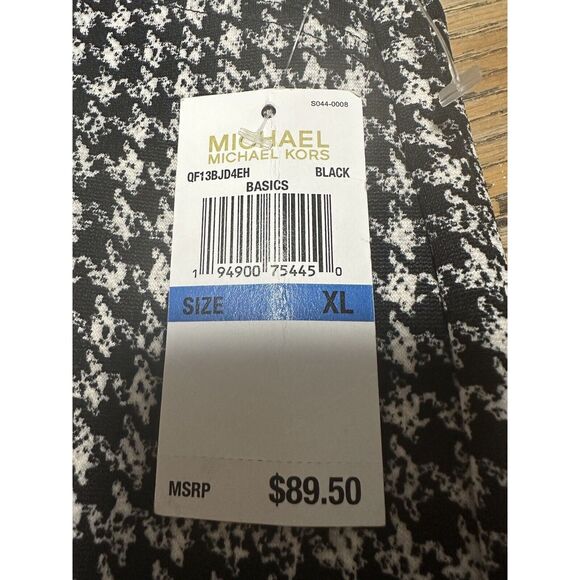 S044-0008
MICHAEL
MICHAEL KORS
QF13BJD4EH BLACK
BASICS
1 94900 75445 0
SIZE XL
MSRP $89.50